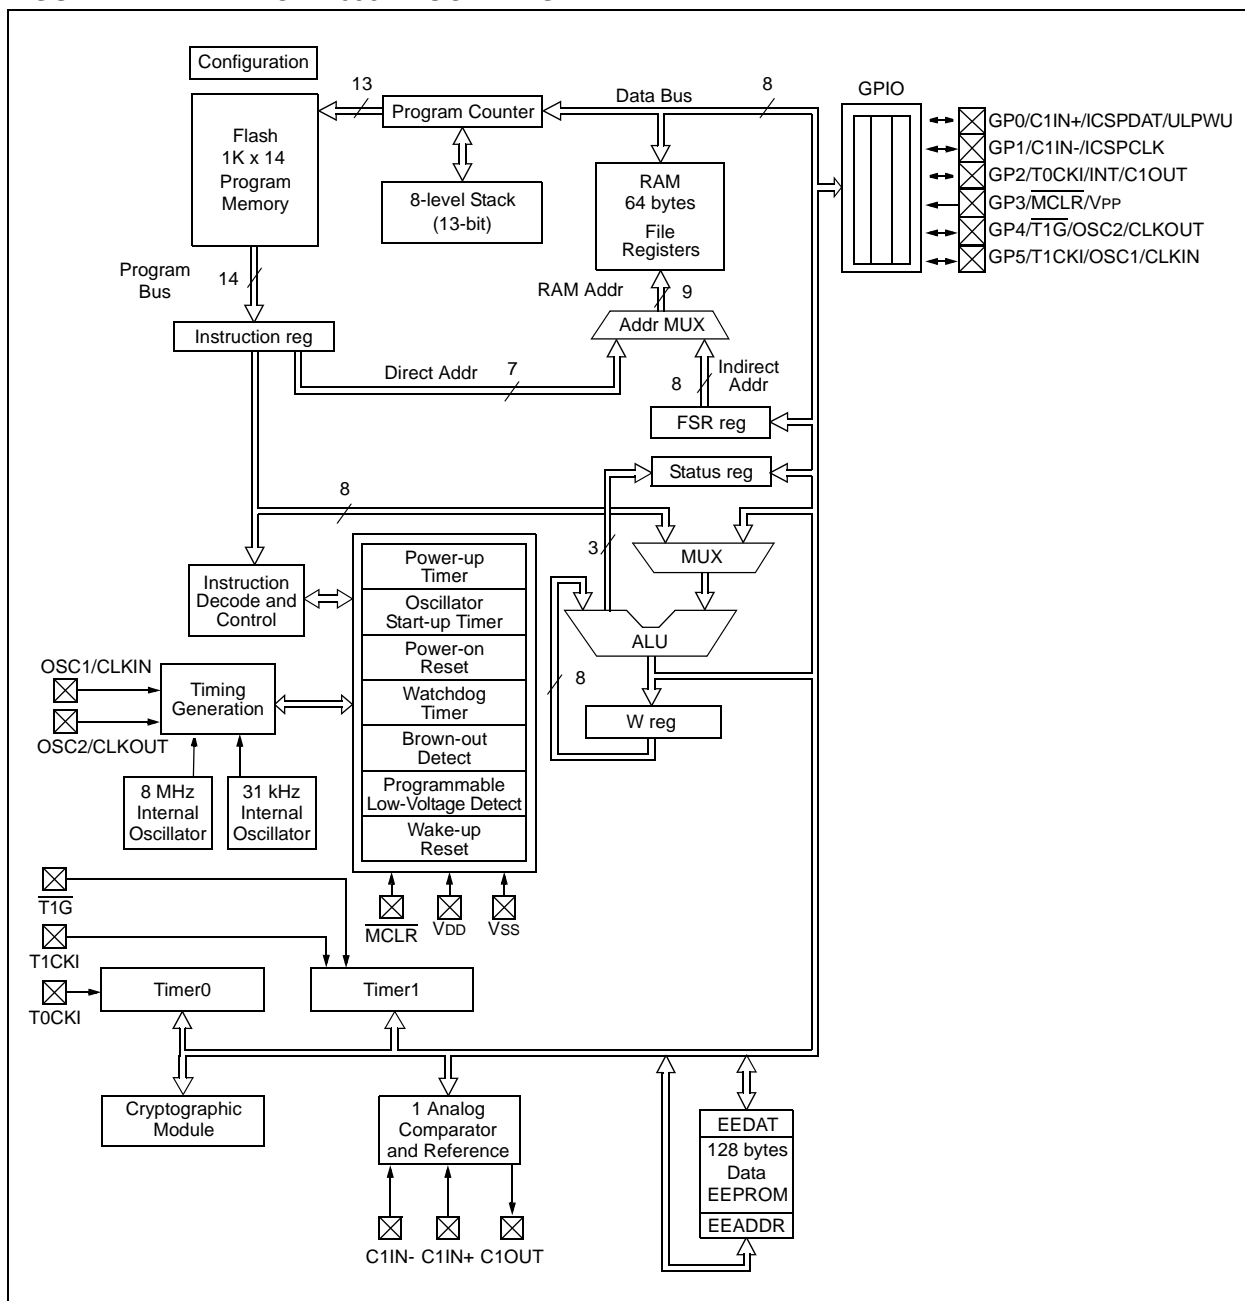 Configuration
13
Program Counter
Data Bus
8
GPIO
Flash
1K x 14
Program
Memory
8-level Stack
(13-bit)
RAM
64 bytes
File
Registers
GP0/C1IN+/ICSPDAT/ULPWU
GP1/C1IN-/ICSPCLK
GP2/T0CKI/INT/C1OUT
GP3/MCLR/VPP
GP4/T1G/OSC2/CLKOUT
GP5/T1CKI/OSC1/CLKIN
Program
Bus
14
RAM Addr
9
Addr MUX
Instruction reg
Direct Addr
7
8
Indirect
Addr
FSR reg
Status reg
8
3
MUX
Instruction
Decode and
Control
Power-up
Timer
Oscillator
Start-up Timer
Power-on
Reset
Watchdog
Timer
Brown-out
Detect
Programmable
Low-Voltage Detect
Wake-up
Reset
ALU
8
W reg
OSC1/CLKIN
Timing
Generation
OSC2/CLKOUT
8 MHz
Internal
Oscillator
31 kHz
Internal
Oscillator
T1G
MCLR
VDD
VSS
T1CKI
Timer0
Timer1
T0CKI
Cryptographic
Module
1 Analog
Comparator
and Reference
EEDAT
128 bytes
Data
EEPROM
EEADDR
C1IN-
C1IN+
C1OUT